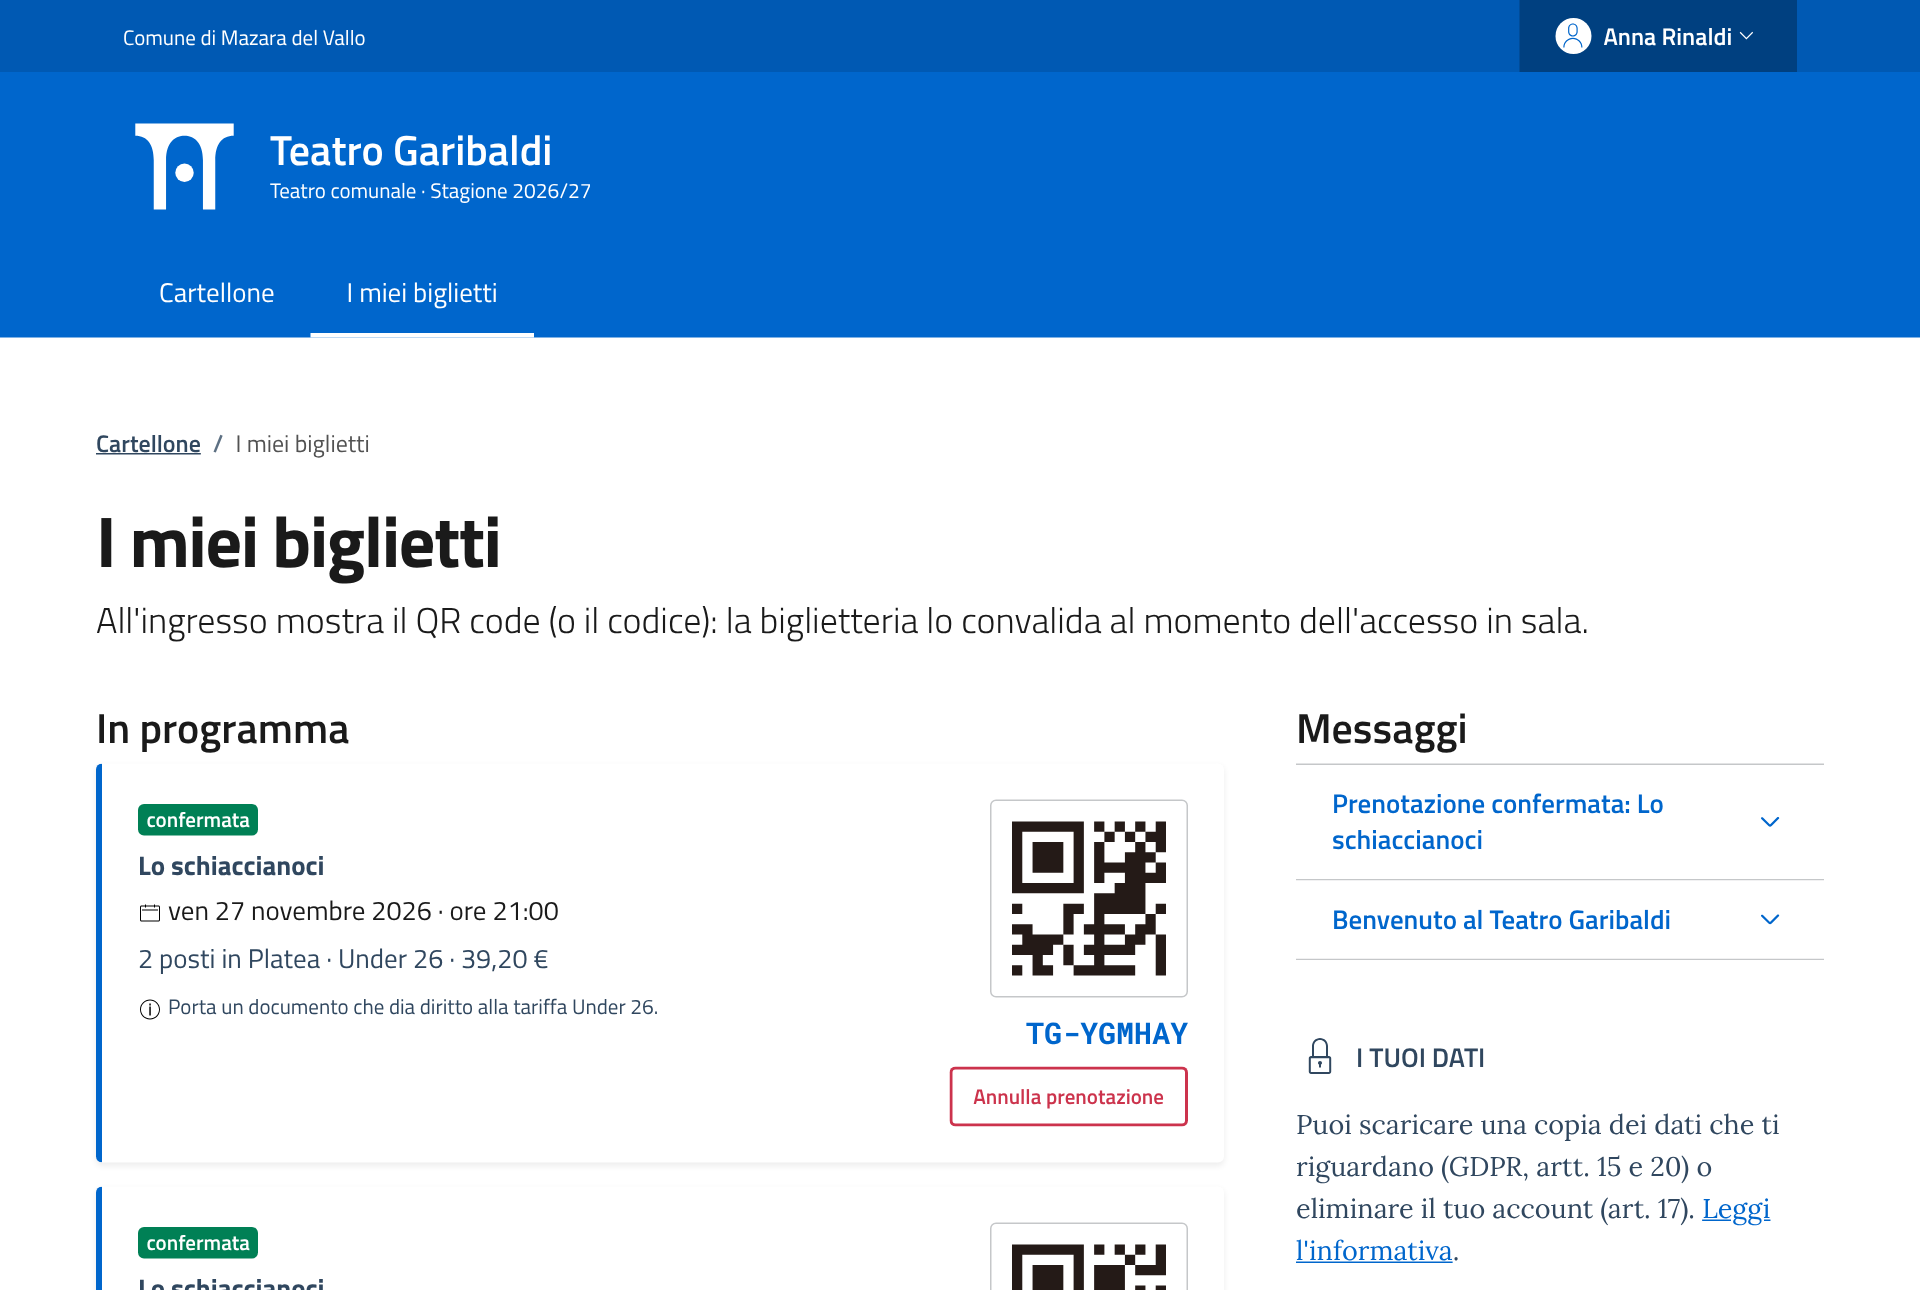 Comune di Mazara del Vallo
Anna Rinaldi
Teatro Garibaldi
Teatro comunale · Stagione 2026/27
Cartellone
I miei biglietti
Cartellone / I miei biglietti
I miei biglietti
All'ingresso mostra il QR code (o il codice): la biglietteria lo convalida al momento dell'accesso in sala.
In programma
confermata
Lo schiaccianoci
ven 27 novembre 2026 · ore 21:00
2 posti in Platea · Under 26 · 39,20 €
Porta un documento che dia diritto alla tariffa Under 26.
TG-YGMHAY
Annulla prenotazione
confermata
Lo schiaccianoci
Messaggi
Prenotazione confermata: Lo
schiaccianoci
Benvenuto al Teatro Garibaldi
I TUOI DATI
Puoi scaricare una copia dei dati che ti
riguardano (GDPR, artt. 15 e 20) o
eliminare il tuo account (art. 17). Leggi
l'informativa.